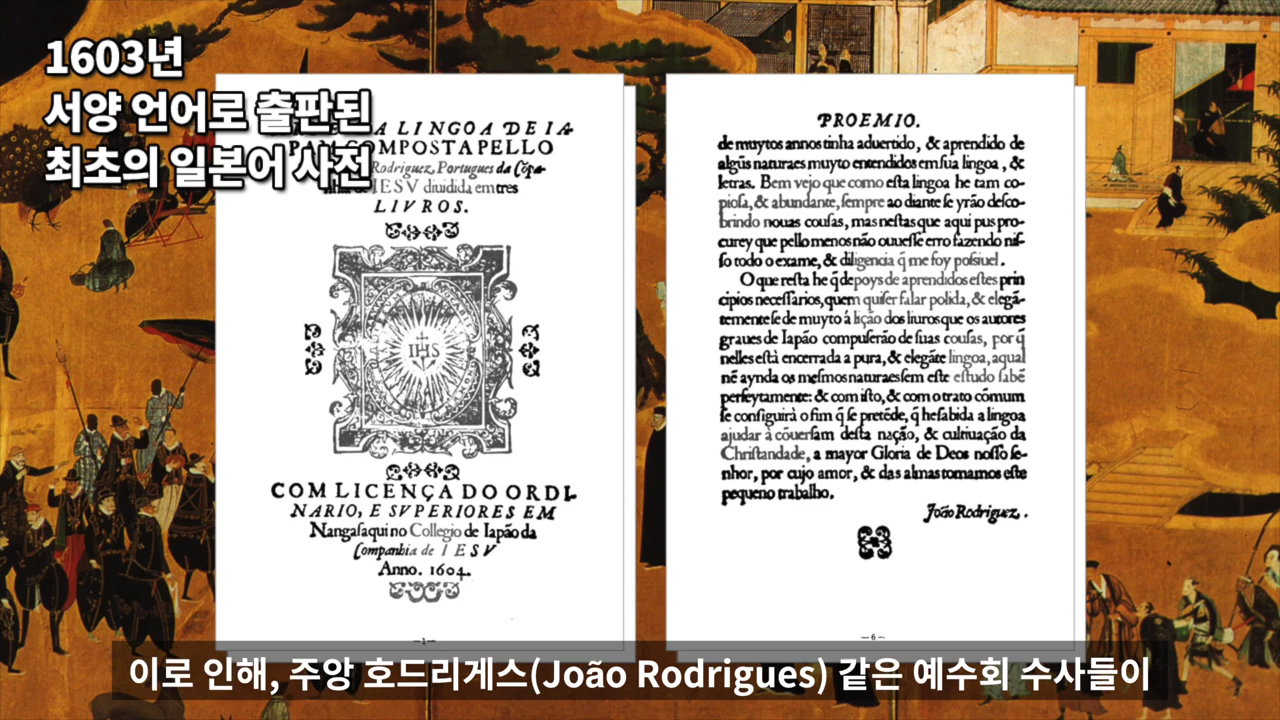 1603년
서양 언어로 출판된
최초의 일본어 사전
A LINGOA DE IA
COMPOSTA PELLO
Rodriguez, Portugues da Cõpa-
IESV diuidida em tres
LIVROS.
IHS
COM LICENÇA DO ORDI-
NARIO, E SVPERIORES EM
Nangasaqui no Collegio de Iapão da
Companhia de IESV
Anno. 1604.
—1—
PROEMIO.
de muytos annos tinha aduertido, & aprendido de
algũs naturaes muyto entendidos em sua lingoa, &
letras. Bem vejo que como esta lingoa he tam co-
piosa, & abundante, sempre ao diante se yrão desco-
brindo nouas cousas, mas nestas que aqui pus pro-
curey que pello menos não ouuesse erro fazendo nis-
so todo o exame, & diligencia q̃ me foy possiuel.
O que resta he q̃ depoys de aprendidos estes prin
cipios necessarios, quem quiser falar polida, & elegã-
temente se de muyto á lição dos liuros que os autores
graues de Iapão compuserão de suas cousas, por q̃
nelles està encerrada a pura, & elegãte lingoa, a qual
nẽ aynda os mesmos naturaes sem este estudo sabẽ
perfeytamente: & com isto, & com o trato cõmum
se configuirà o fim q̃ se pretẽde, q̃ he sabida a lingoa
ajudar à cõuersam desta nação, & cultiuação da
Christandade, a mayor Gloria de Deos nosso se-
nhor, por cujo amor, & das almas tomamos este
pequeno trabalho.
João Rodriguez.
—6—
이로 인해, 주앙 호드리게스(João Rodrigues) 같은 예수회 수사들이